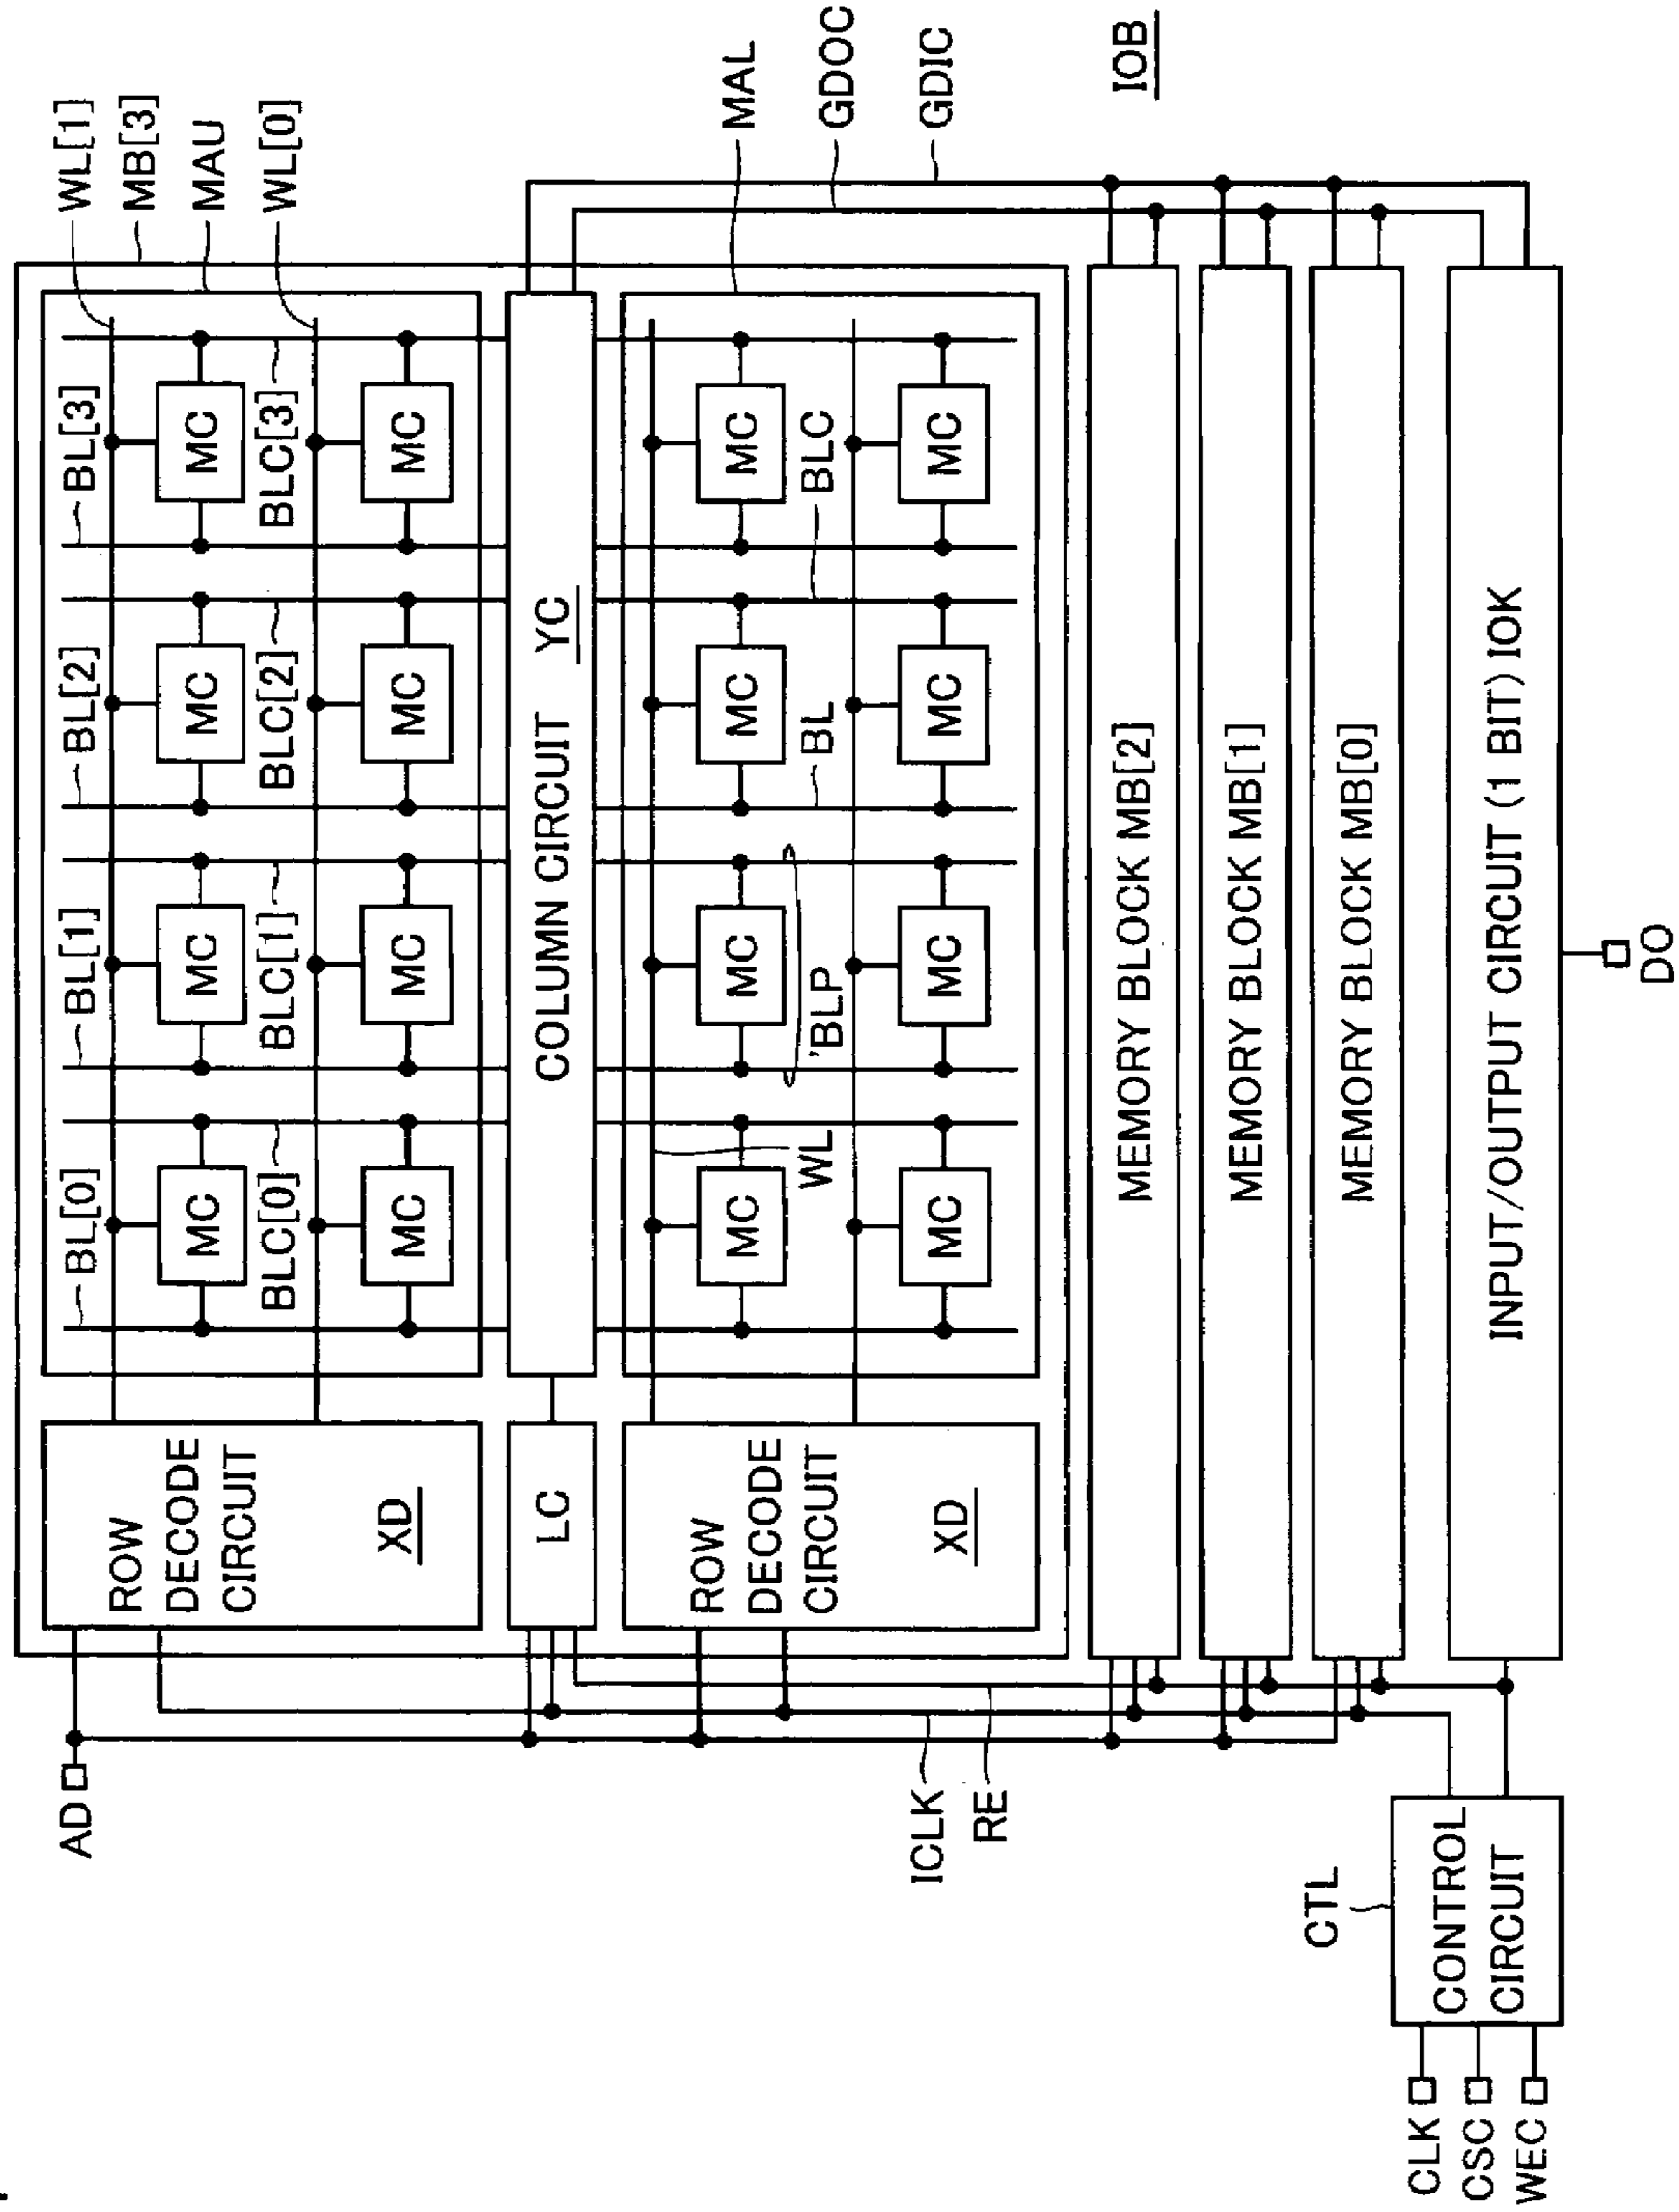 WL[1]
MB[3]
MAU
WL[0]
MAL
GDOC
GDIC
IOB
BL[0]
BL[1]
BL[2]
BL[3]
MC
MC
MC
MC
BLC[0]
BLC[1]
BLC[2]
BLC[3]
MC
MC
MC
MC
ROW
DECODE
CIRCUIT
XD
AD
LC
COLUMN CIRCUIT YC
ROW
DECODE
CIRCUIT
XD
MC
MC
MC
MC
WL
'BLP
BL
BLC
MC
MC
MC
MC
ICLK
RE
MEMORY BLOCK MB[2]
MEMORY BLOCK MB[1]
MEMORY BLOCK MB[0]
CTL
CONTROL
CIRCUIT
CLK
CSC
WEC
INPUT/OUTPUT CIRCUIT (1 BIT) IOK
DO